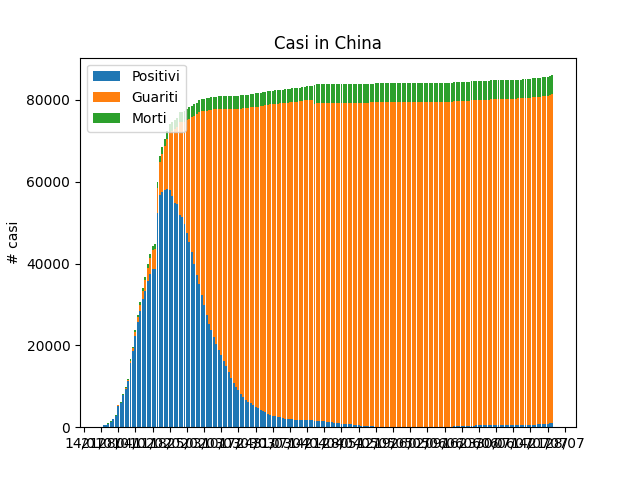 Casi in China
Positivi
Guariti
Morti
80000
60000
40000
20000
0
# casi